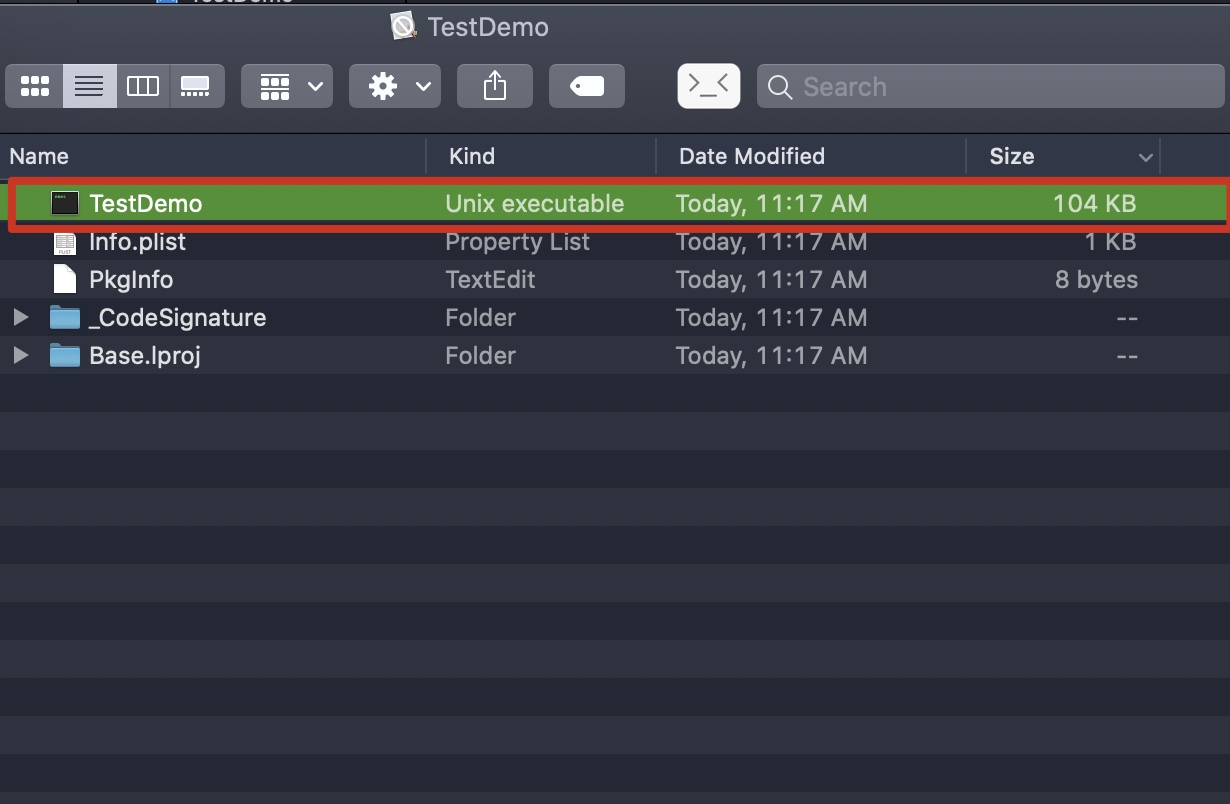 TestDemo
Search
Name Kind Date Modified Size
TestDemo Unix executable Today, 11:17 AM 104 KB
Info.plist Property List Today, 11:17 AM 1 KB
PkgInfo TextEdit Today, 11:17 AM 8 bytes
_CodeSignature Folder Today, 11:17 AM --
Base.lproj Folder Today, 11:17 AM --